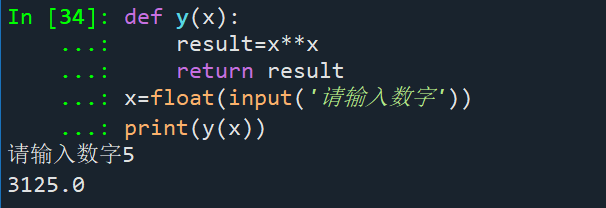 In [34]: def y(x):
    ...:     result=x**x
    ...:     return result
    ...: x=float(input('请输入数字'))
    ...: print(y(x))
请输入数字5
3125.0